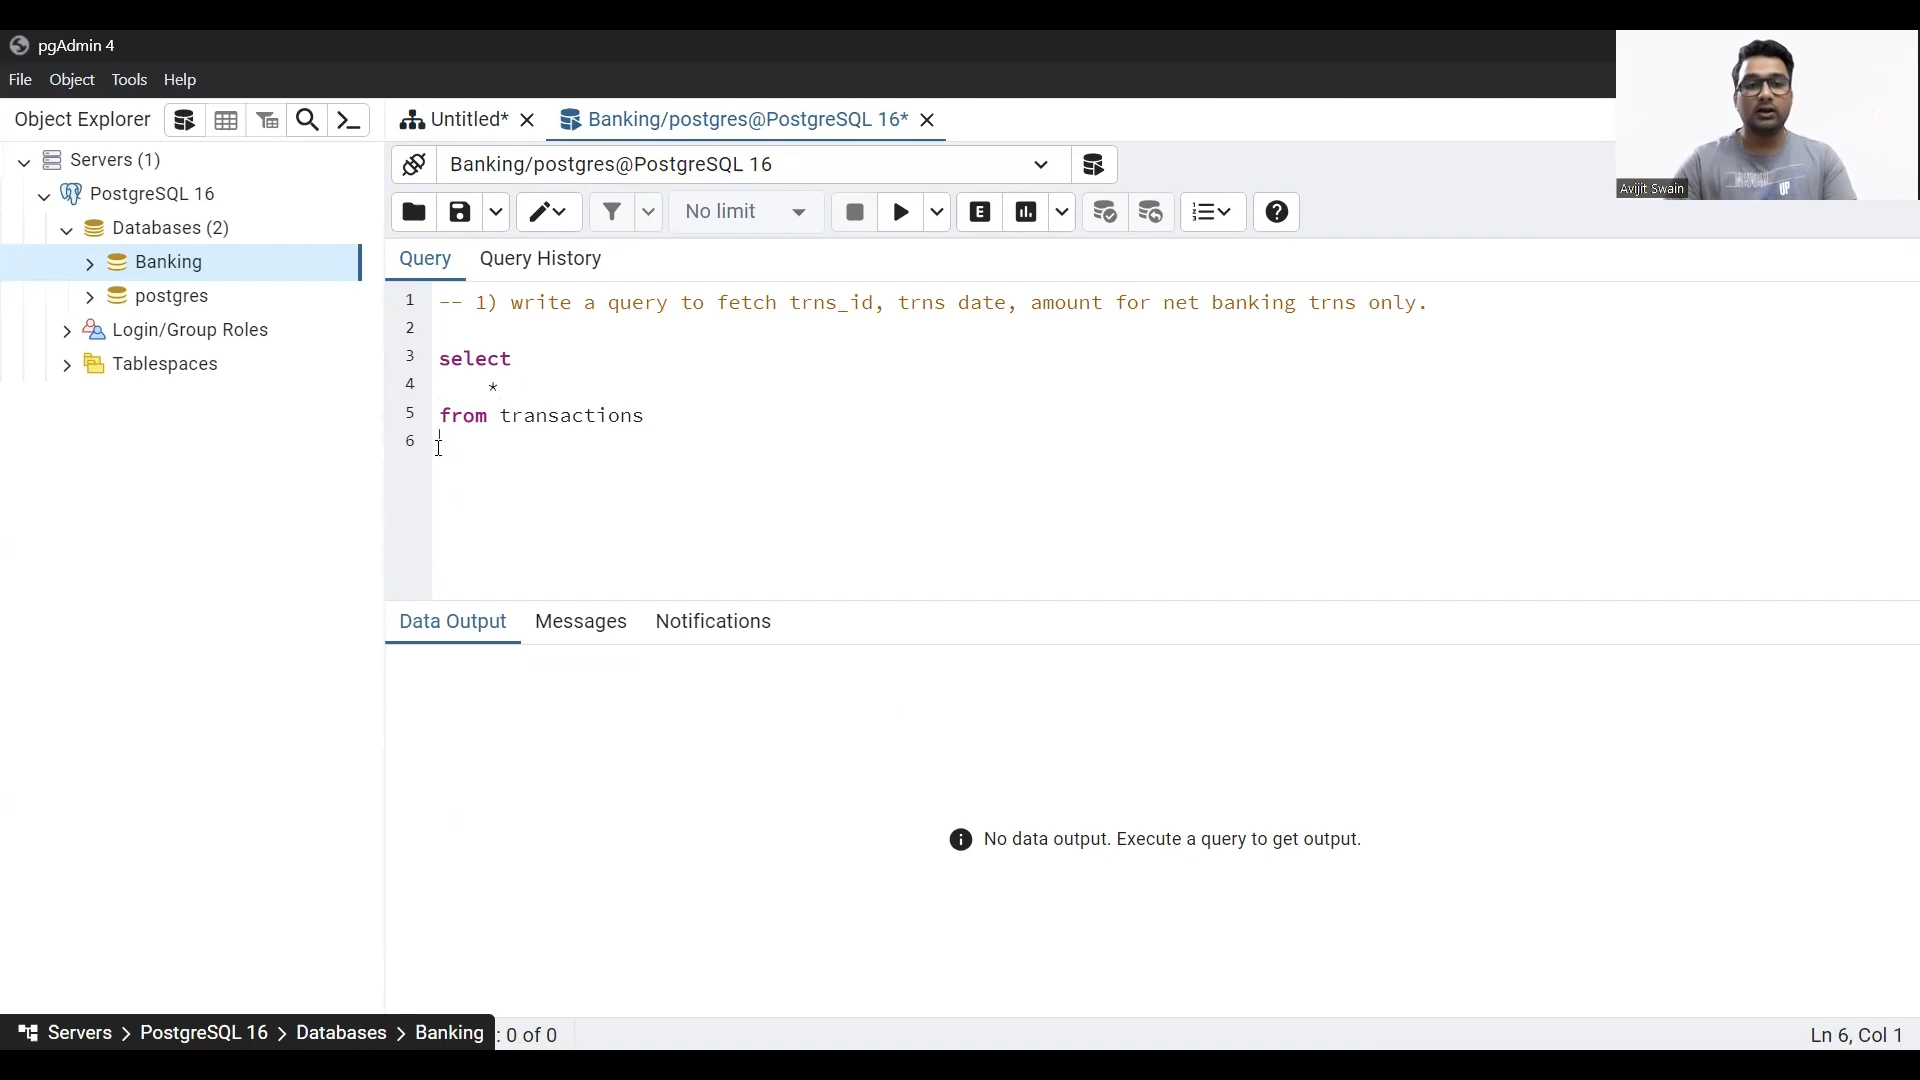 pgAdmin 4
File Object Tools Help
Object Explorer
Untitled*
Banking/postgres@PostgreSQL 16*
Servers (1)
PostgreSQL 16
Databases (2)
Banking
postgres
Login/Group Roles
Tablespaces
Banking/postgres@PostgreSQL 16
No limit
E
Query Query History
1 -- 1) write a query to fetch trns_id, trns date, amount for net banking trns only.
2
3 select
4 *
5 from transactions
6
Data Output Messages Notifications
No data output. Execute a query to get output.
Servers > PostgreSQL 16 > Databases > Banking
: 0 of 0
Ln 6, Col 1
Avijit Swain
UP